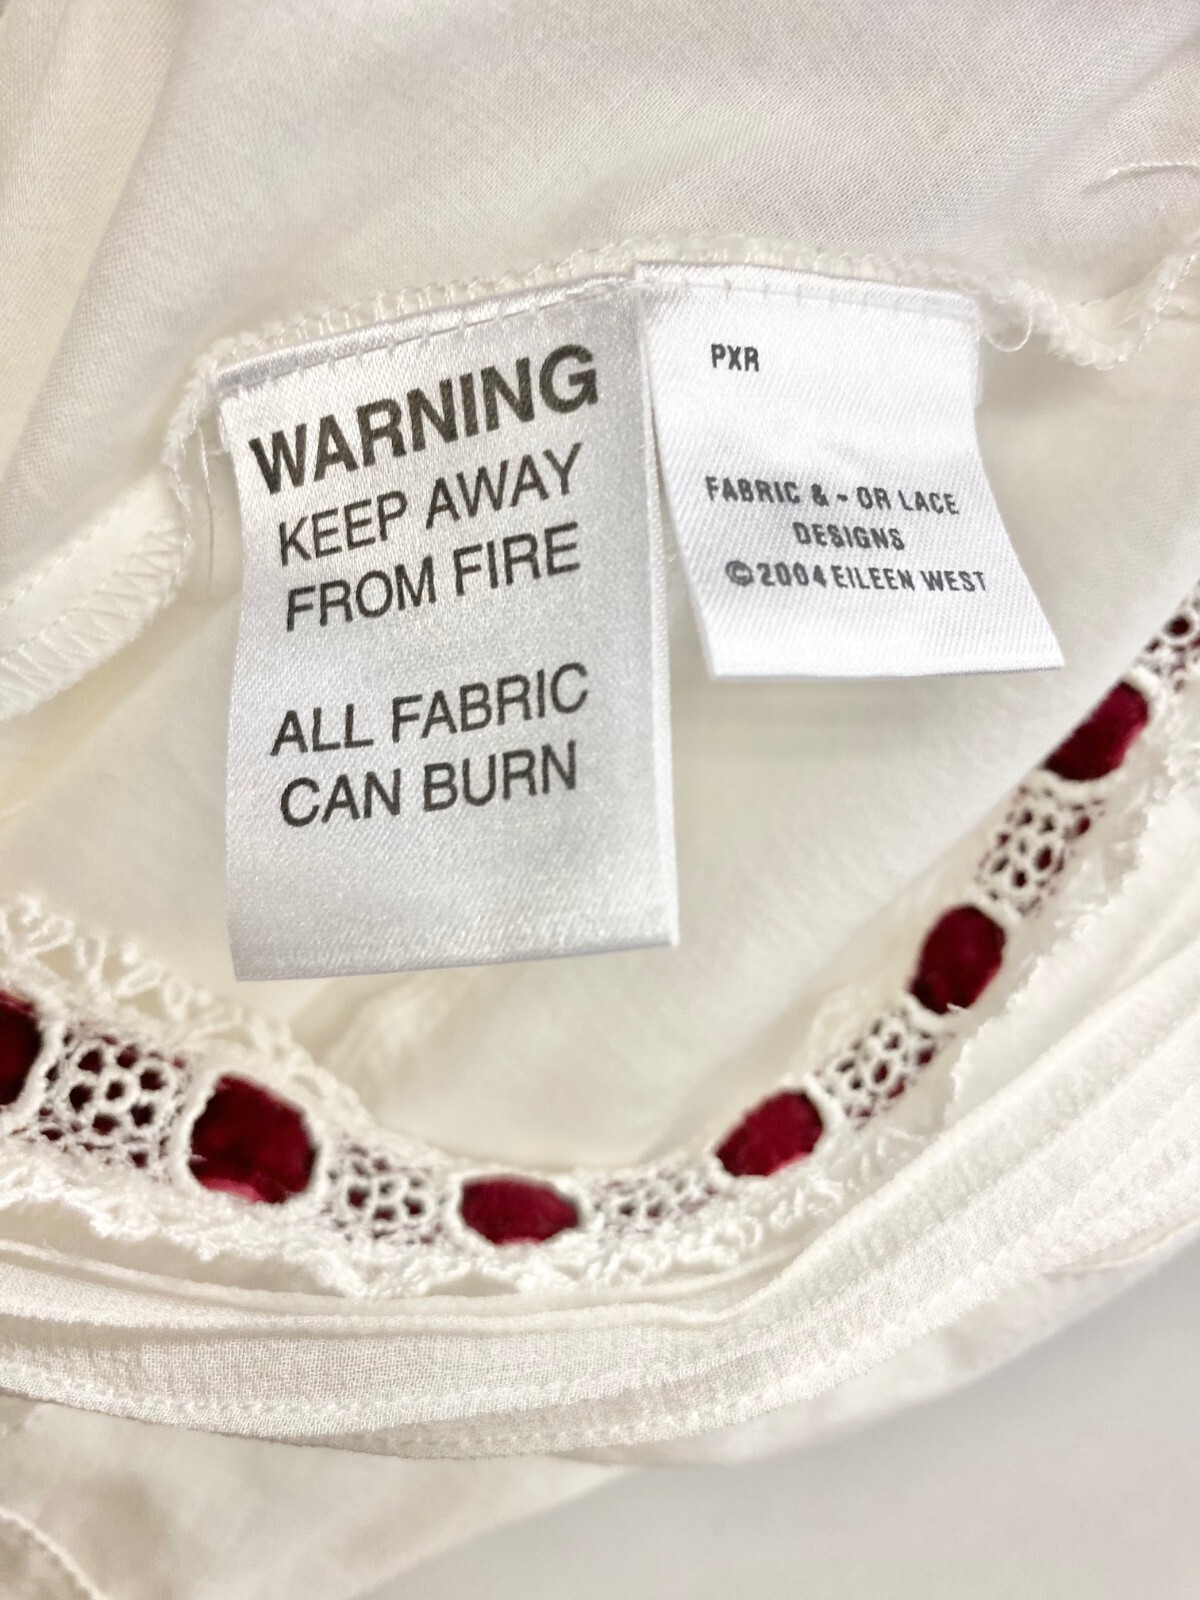 WARNING
KEEP AWAY
FROM FIRE
ALL FABRIC
CAN BURN
PXR
FABRIC & - OR LACE
DESIGNS
©2004 EILEEN WEST